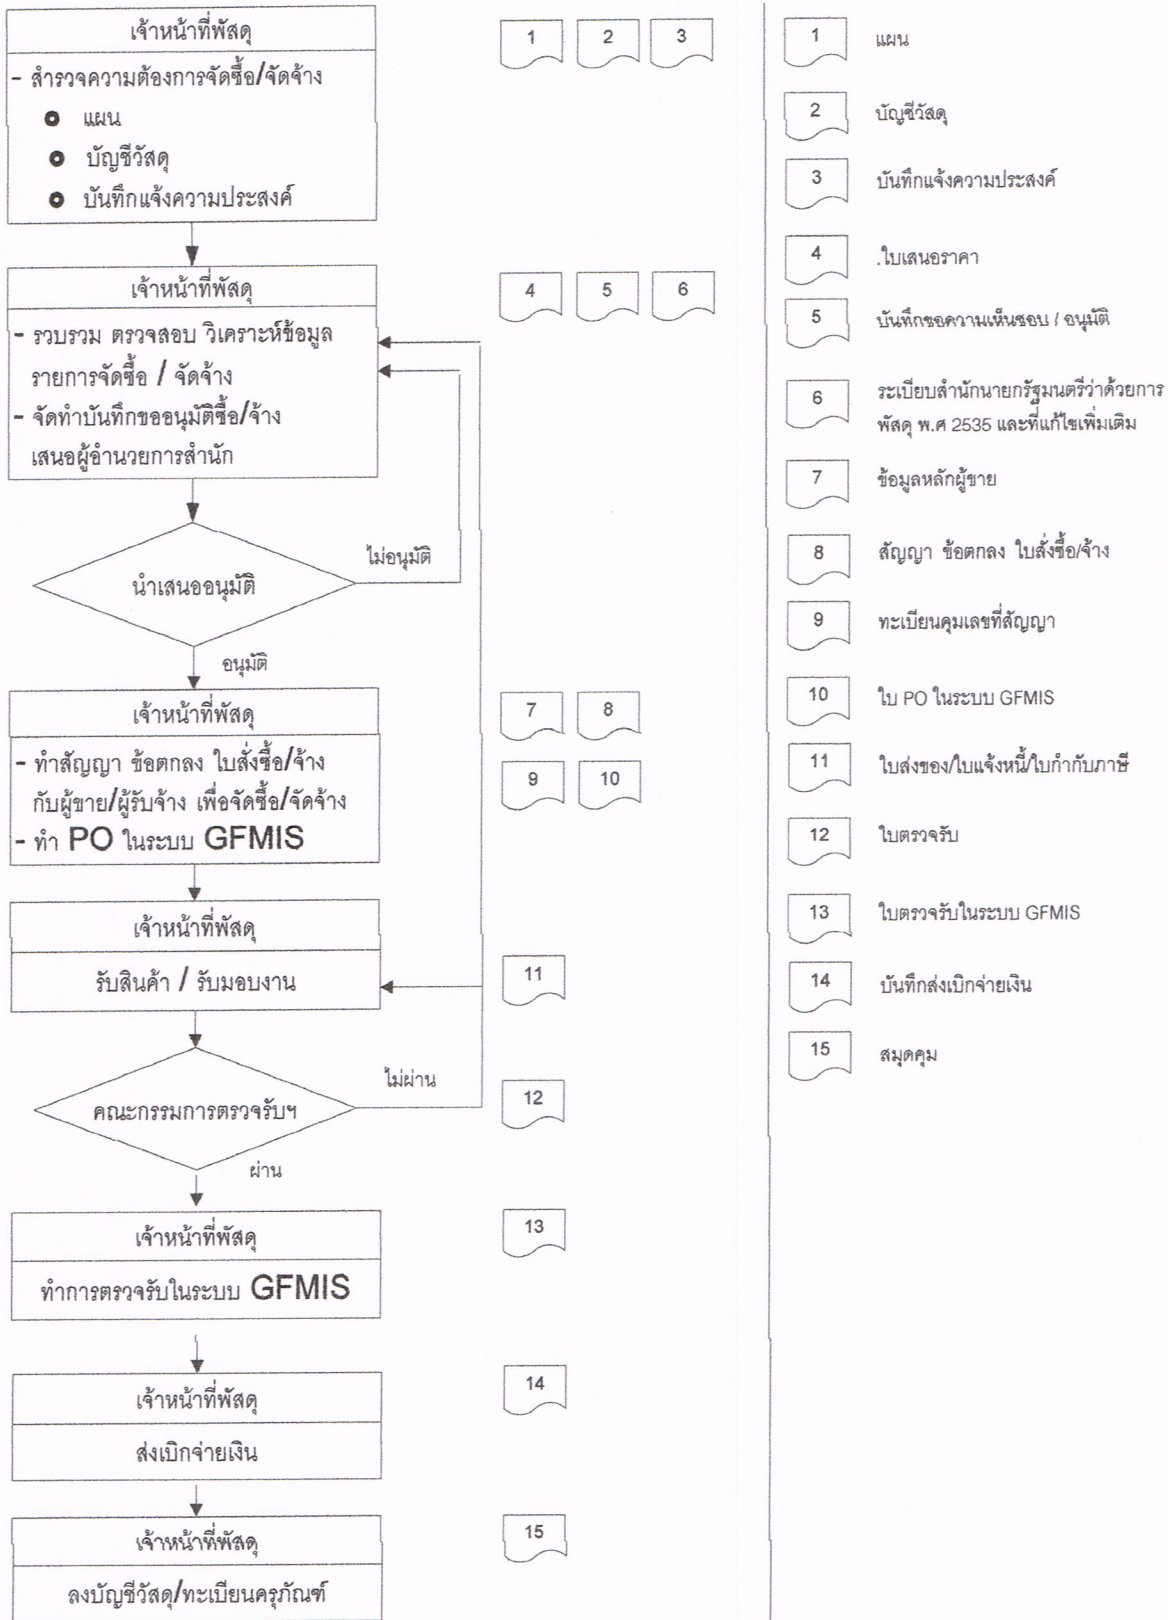 เจ้าหน้าที่พัสดุ
- สำรวจความต้องการจัดซื้อ/จัดจ้าง
แผน
บัญชีวัสดุ
บันทึกแจ้งความประสงค์
1 2 3
เจ้าหน้าที่พัสดุ
- รวบรวม ตรวจสอบ วิเคราะห์ข้อมูล
รายการจัดซื้อ / จัดจ้าง
- จัดทำบันทึกขออนุมัติซื้อ/จ้าง
เสนอผู้อำนวยการสำนัก
4 5 6
นำเสนออนุมัติ
ไม่อนุมัติ
อนุมัติ
เจ้าหน้าที่พัสดุ
- ทำสัญญา ข้อตกลง ใบสั่งซื้อ/จ้าง
กับผู้ขาย/ผู้รับจ้าง เพื่อจัดซื้อ/จัดจ้าง
- ทำ PO ในระบบ GFMIS
7 8
9 10
เจ้าหน้าที่พัสดุ
รับสินค้า / รับมอบงาน
11
คณะกรรมการตรวจรับฯ
ไม่ผ่าน
12
ผ่าน
เจ้าหน้าที่พัสดุ
ทำการตรวจรับในระบบ GFMIS
13
เจ้าหน้าที่พัสดุ
ส่งเบิกจ่ายเงิน
14
เจ้าหน้าที่พัสดุ
ลงบัญชีวัสดุ/ทะเบียนครุภัณฑ์
15
1 แผน
2 บัญชีวัสดุ
3 บันทึกแจ้งความประสงค์
4 .ใบเสนอราคา
5 บันทึกขอความเห็นชอบ / อนุมัติ
6 ระเบียบสำนักนายกรัฐมนตรีว่าด้วยการ
พัสดุ พ.ศ 2535 และที่แก้ไขเพิ่มเติม
7 ข้อมูลหลักผู้ขาย
8 สัญญา ข้อตกลง ใบสั่งซื้อ/จ้าง
9 ทะเบียนคุมเลขที่สัญญา
10 ใบ PO ในระบบ GFMIS
11 ใบส่งของ/ใบแจ้งหนี้/ใบกำกับภาษี
12 ใบตรวจรับ
13 ใบตรวจรับในระบบ GFMIS
14 บันทึกส่งเบิกจ่ายเงิน
15 สมุดคุม